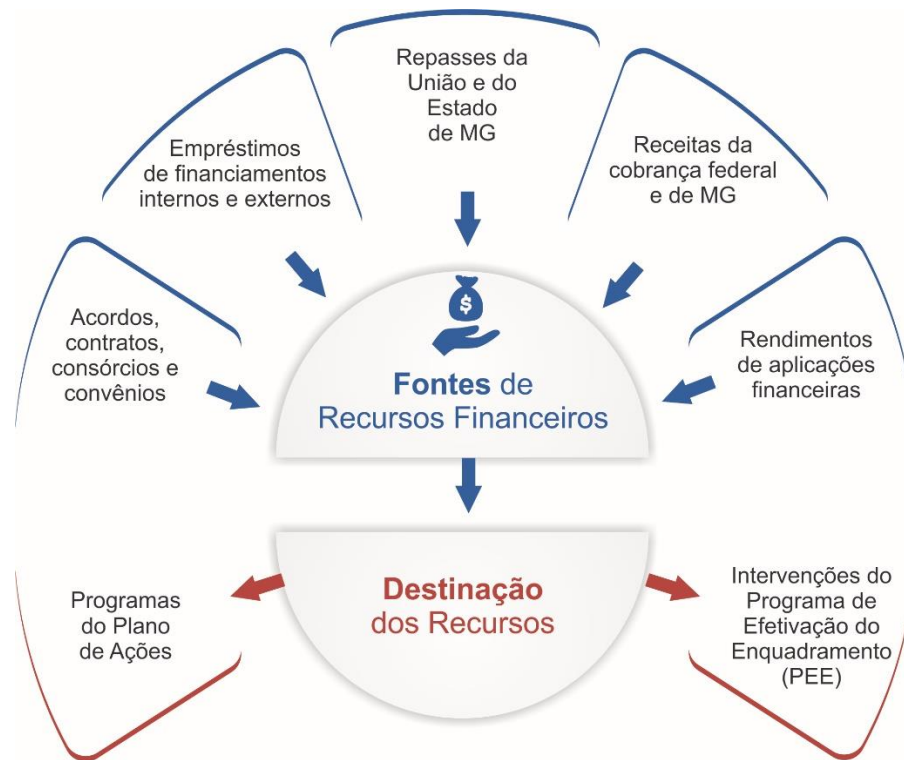 Repasses da
União e do
Estado
de MG
Empréstimos
de financiamentos
internos e externos
Receitas da
cobrança federal
e de MG
Acordos,
contratos,
consórcios e
convênios
Rendimentos
de aplicações
financeiras
$
Fontes de
Recursos Financeiros
Destinação
dos Recursos
Programas
do Plano
de Ações
Intervenções do
Programa de
Efetivação do
Enquadramento
(PEE)